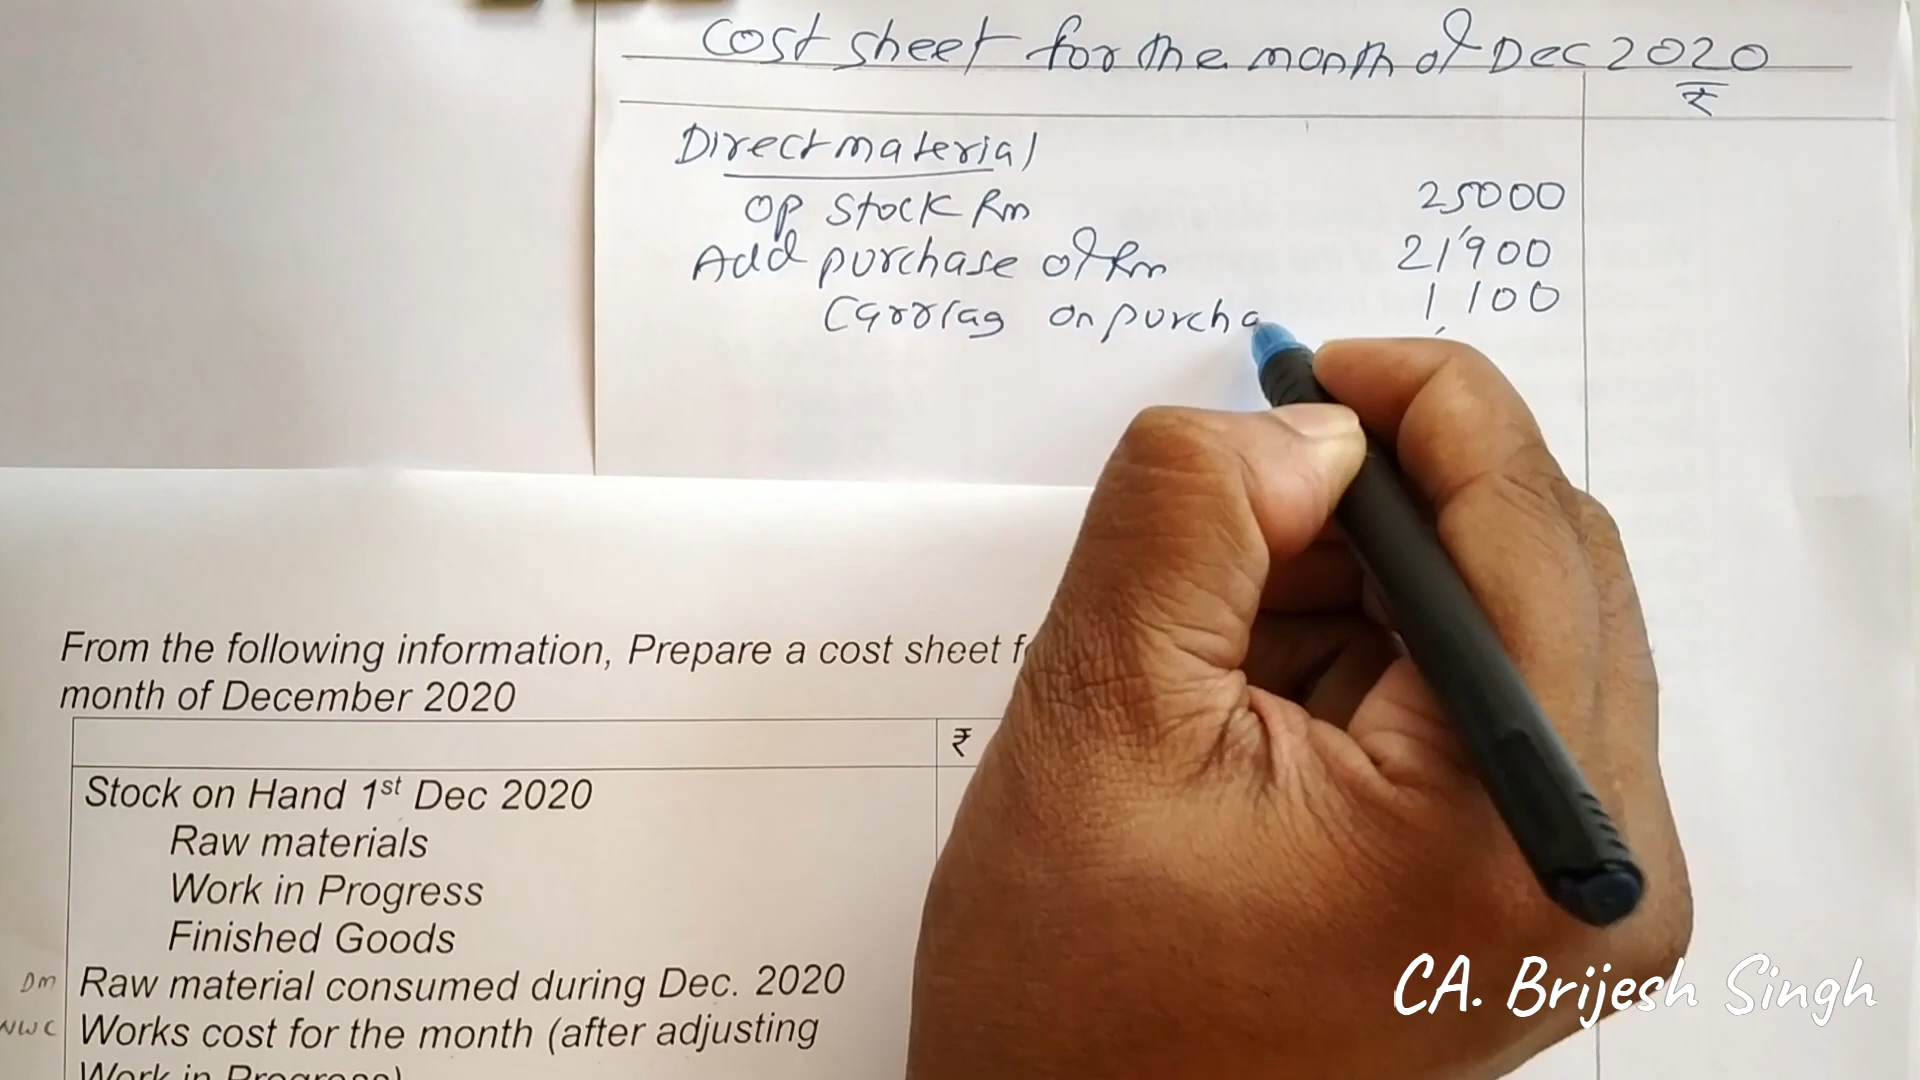 Cost sheet for the month of Dec 2020
₹
Direct material
Op Stock Rm 25000
Add purchase of Rm 21900
Carriag on purcha 1100
From the following information, Prepare a cost sheet f
month of December 2020
₹
Stock on Hand 1st Dec 2020
Raw materials
Work in Progress
Finished Goods
DM Raw material consumed during Dec. 2020
NWC Works cost for the month (after adjusting
Work in Progress)
CA. Brijesh Singh